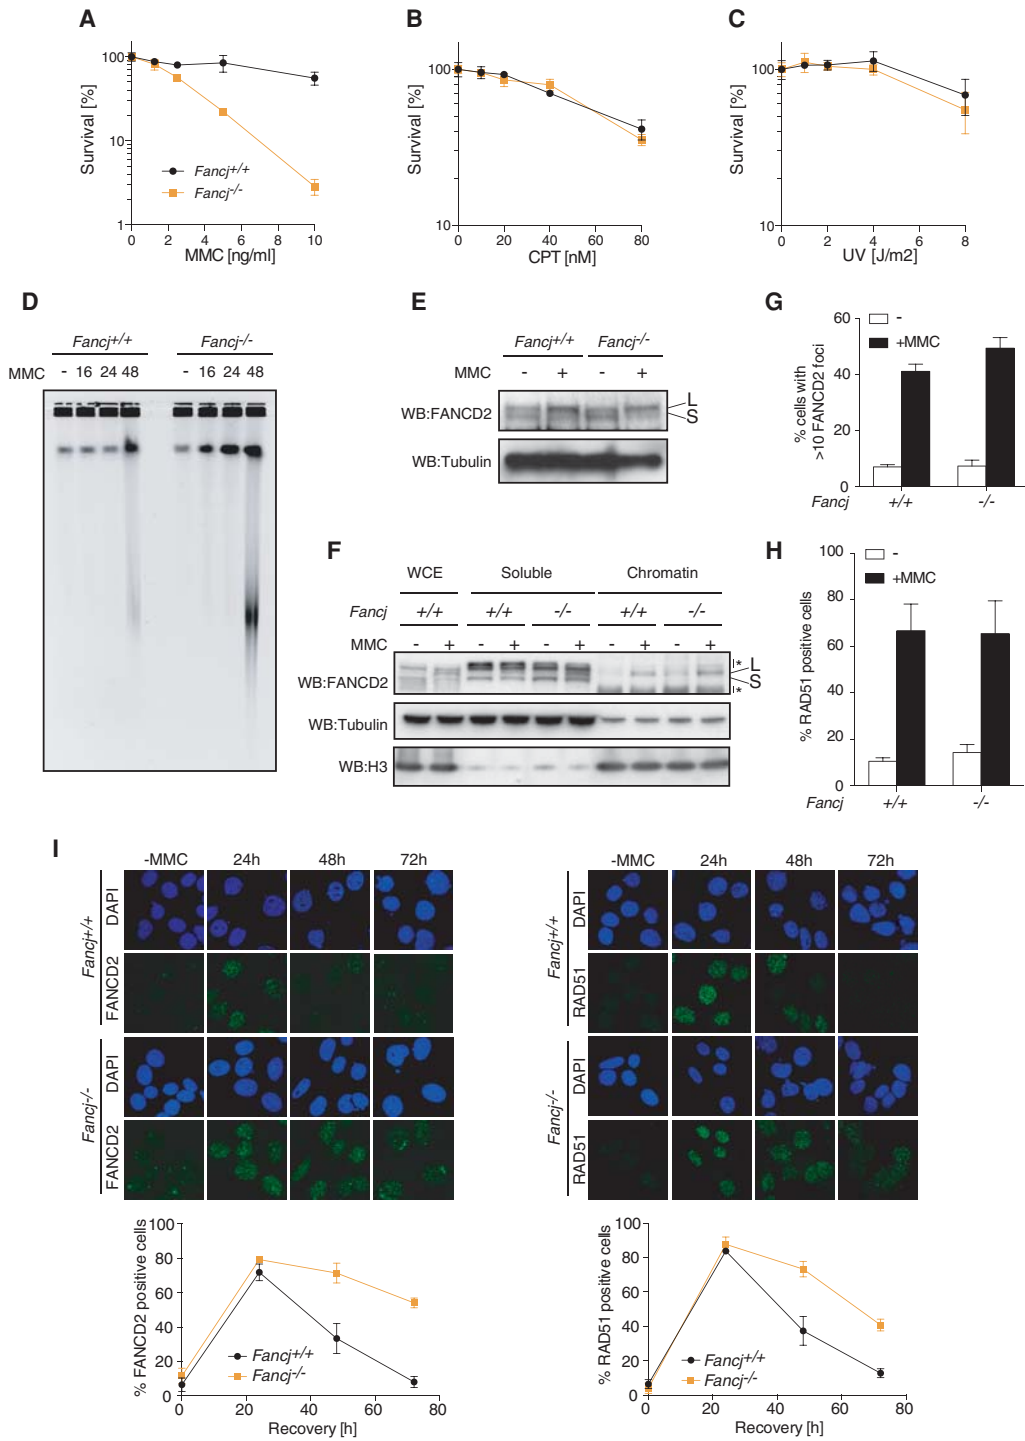 A
Survival [%]
100
10
1
Fancj+/+
Fancj-/-
0 2 4 6 8 10
MMC [ng/ml]
B
Survival [%]
100
10
0 20 40 60 80
CPT [nM]
C
Survival [%]
100
10
0 2 4 6 8
UV [J/m2]
D
Fancj+/+ Fancj-/-
MMC - 16 24 48 - 16 24 48
E
Fancj+/+ Fancj-/-
MMC - + - +
WB:FANCD2
L
S
WB:Tubulin
F
WCE Soluble Chromatin
Fancj +/+ +/+ -/- +/+ -/-
MMC - + - + - + - + - +
WB:FANCD2
* L
S
*
WB:Tubulin
WB:H3
G
% cells with
>10 FANCD2 foci
60
40
20
0
-
+MMC
Fancj +/+ -/-
H
% RAD51 positive cells
100
80
60
40
20
0
-
+MMC
Fancj +/+ -/-
I
-MMC 24h 48h 72h
Fancj+/+
DAPI
FANCD2
Fancj-/-
DAPI
FANCD2
-MMC 24h 48h 72h
Fancj+/+
DAPI
RAD51
Fancj-/-
DAPI
RAD51
% FANCD2 positive cells
100
80
60
40
20
0
Fancj+/+
Fancj-/-
0 20 40 60 80
Recovery [h]
% RAD51 positive cells
100
80
60
40
20
0
Fancj+/+
Fancj-/-
0 20 40 60 80
Recovery [h]